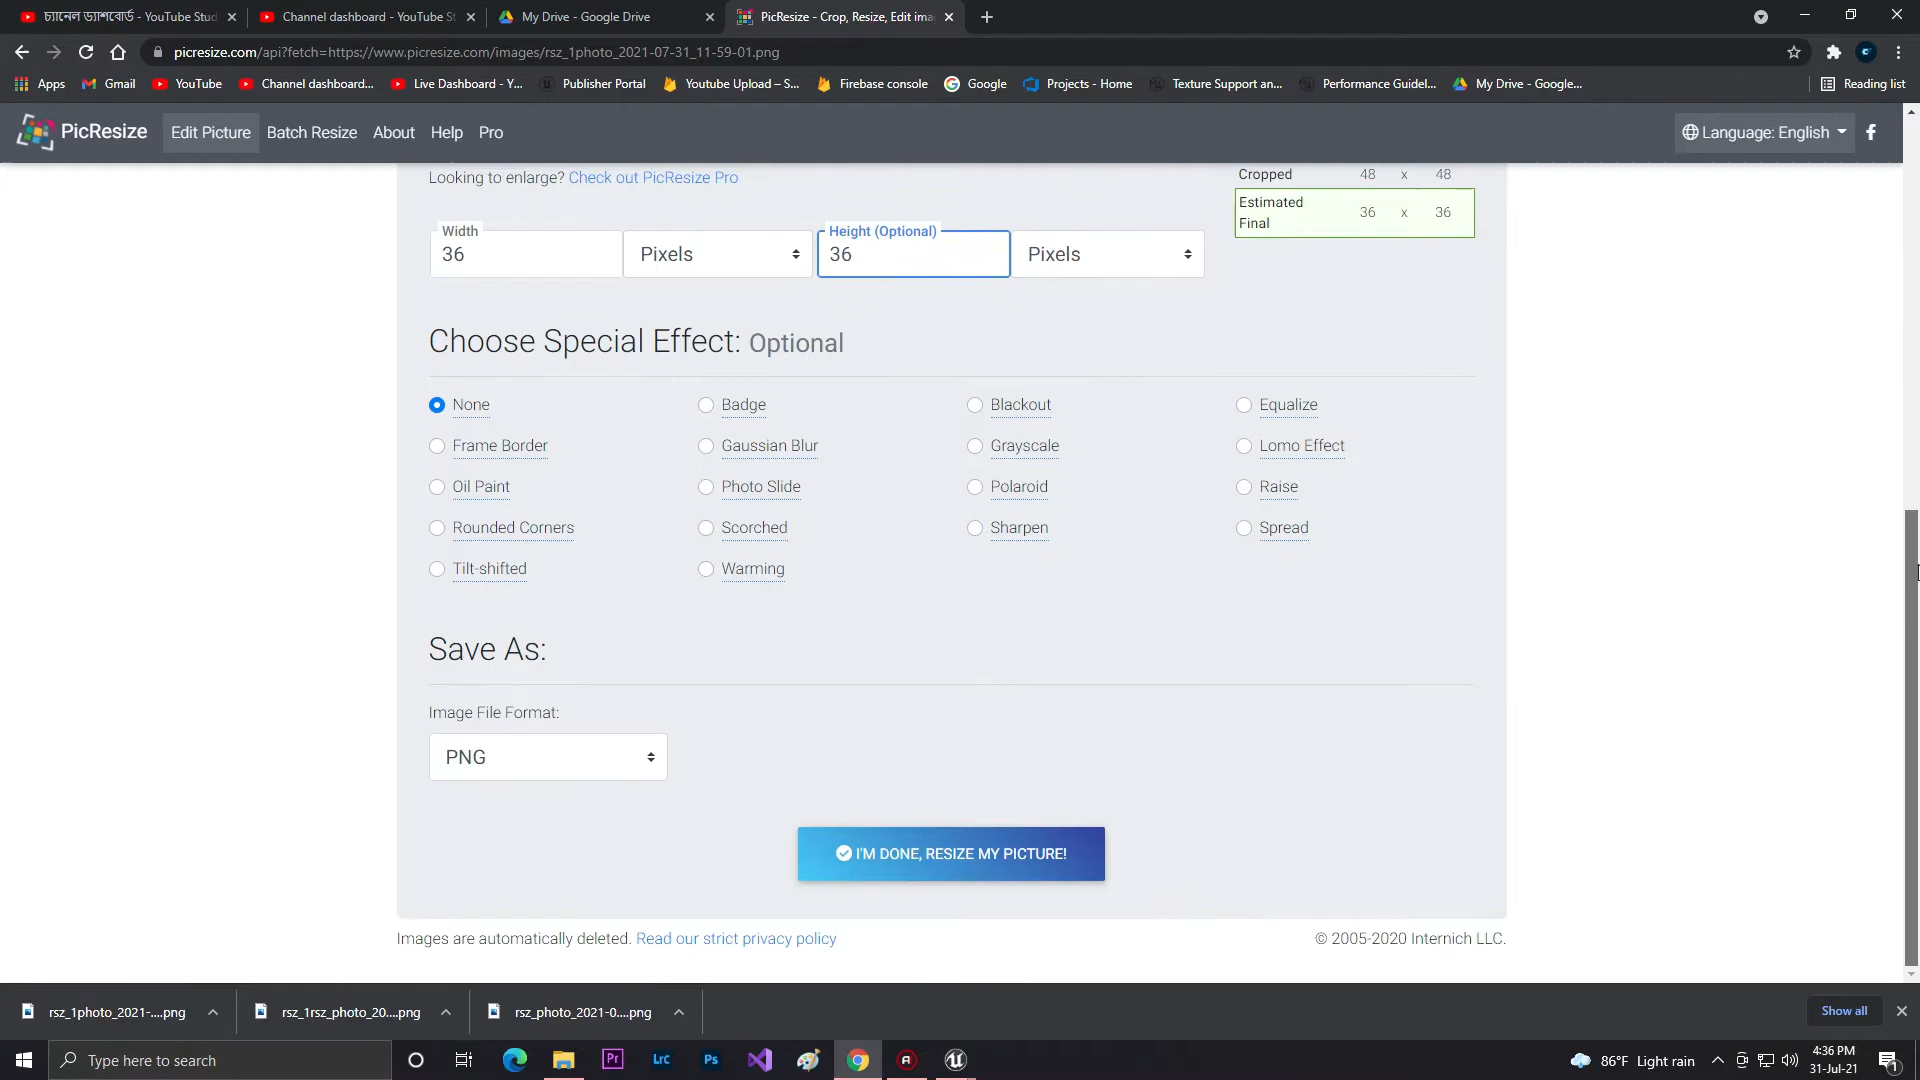 চ্যানেল ড্যাশবোর্ড - YouTube Stud
Channel dashboard - YouTube St
My Drive - Google Drive
PicResize - Crop, Resize, Edit ima
picresize.com/api?fetch=https://www.picresize.com/images/rsz_1photo_2021-07-31_11-59-01.png
Apps Gmail YouTube Channel dashboard... Live Dashboard - Y... Publisher Portal Youtube Upload – S... Firebase console Google Projects - Home Texture Support an... Performance Guidel... My Drive - Google... Reading list
PicResize Edit Picture Batch Resize About Help Pro Language: English
Looking to enlarge? Check out PicResize Pro
Cropped 48 x 48
Estimated Final 36 x 36
Width
36 Pixels
Height (Optional)
36 Pixels
Choose Special Effect: Optional
None Badge Blackout Equalize
Frame Border Gaussian Blur Grayscale Lomo Effect
Oil Paint Photo Slide Polaroid Raise
Rounded Corners Scorched Sharpen Spread
Tilt-shifted Warming
Save As:
Image File Format:
PNG
I'M DONE, RESIZE MY PICTURE!
Images are automatically deleted. Read our strict privacy policy © 2005-2020 Internich LLC.
rsz_1photo_2021-....png rsz_1rsz_photo_20....png rsz_photo_2021-0....png Show all
Type here to search Pr Lrc Ps 86°F Light rain 4:36 PM
31-Jul-21 1